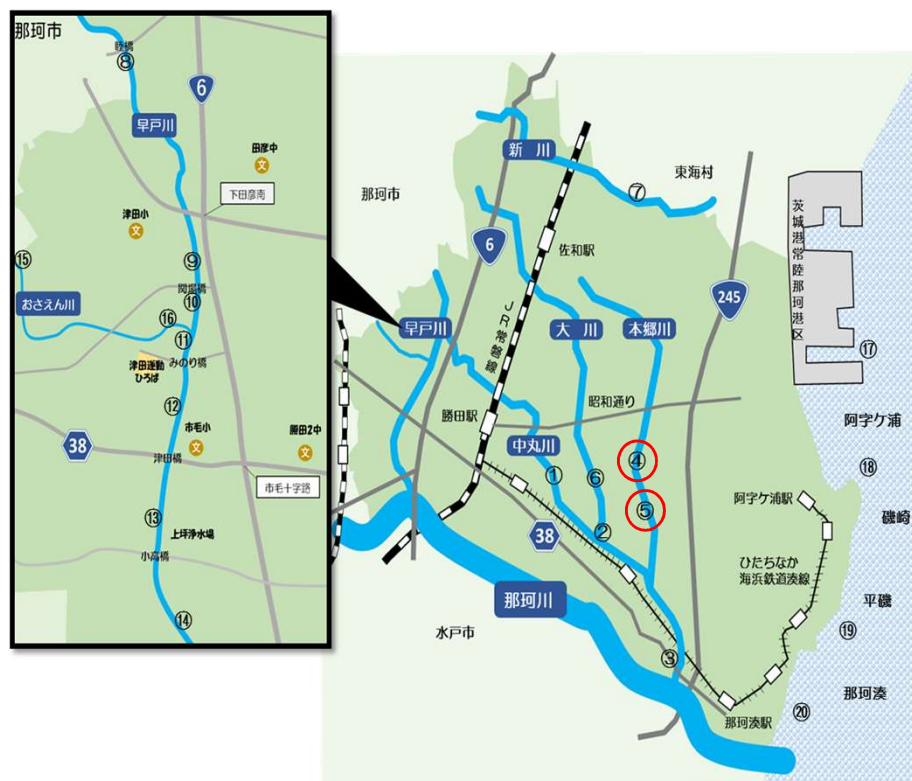 那珂市
睦橋
⑧
6
早戸川
田彦中
文
下田彦南
津田小
文
⑮
⑨
おさえん川
関場橋
⑩
⑯
⑪
みのり橋
津田運動
ひろば
⑫
市毛小
文
勝田2中
文
38
津田橋
市毛十字路
⑬
上坪浄水場
小高橋
⑭
新川
東海村
⑦
那珂市
佐和駅
6
JR常磐線
茨城港常陸那珂港区
245
早戸川
大川
本郷川
⑰
昭和通り
勝田駅
阿字ケ浦
中丸川
①
⑥
④
⑱
阿字ケ浦駅
⑤
磯崎
②
38
ひたちなか
海浜鉄道湊線
那珂川
平磯
水戸市
⑲
③
那珂湊
⑳
那珂湊駅